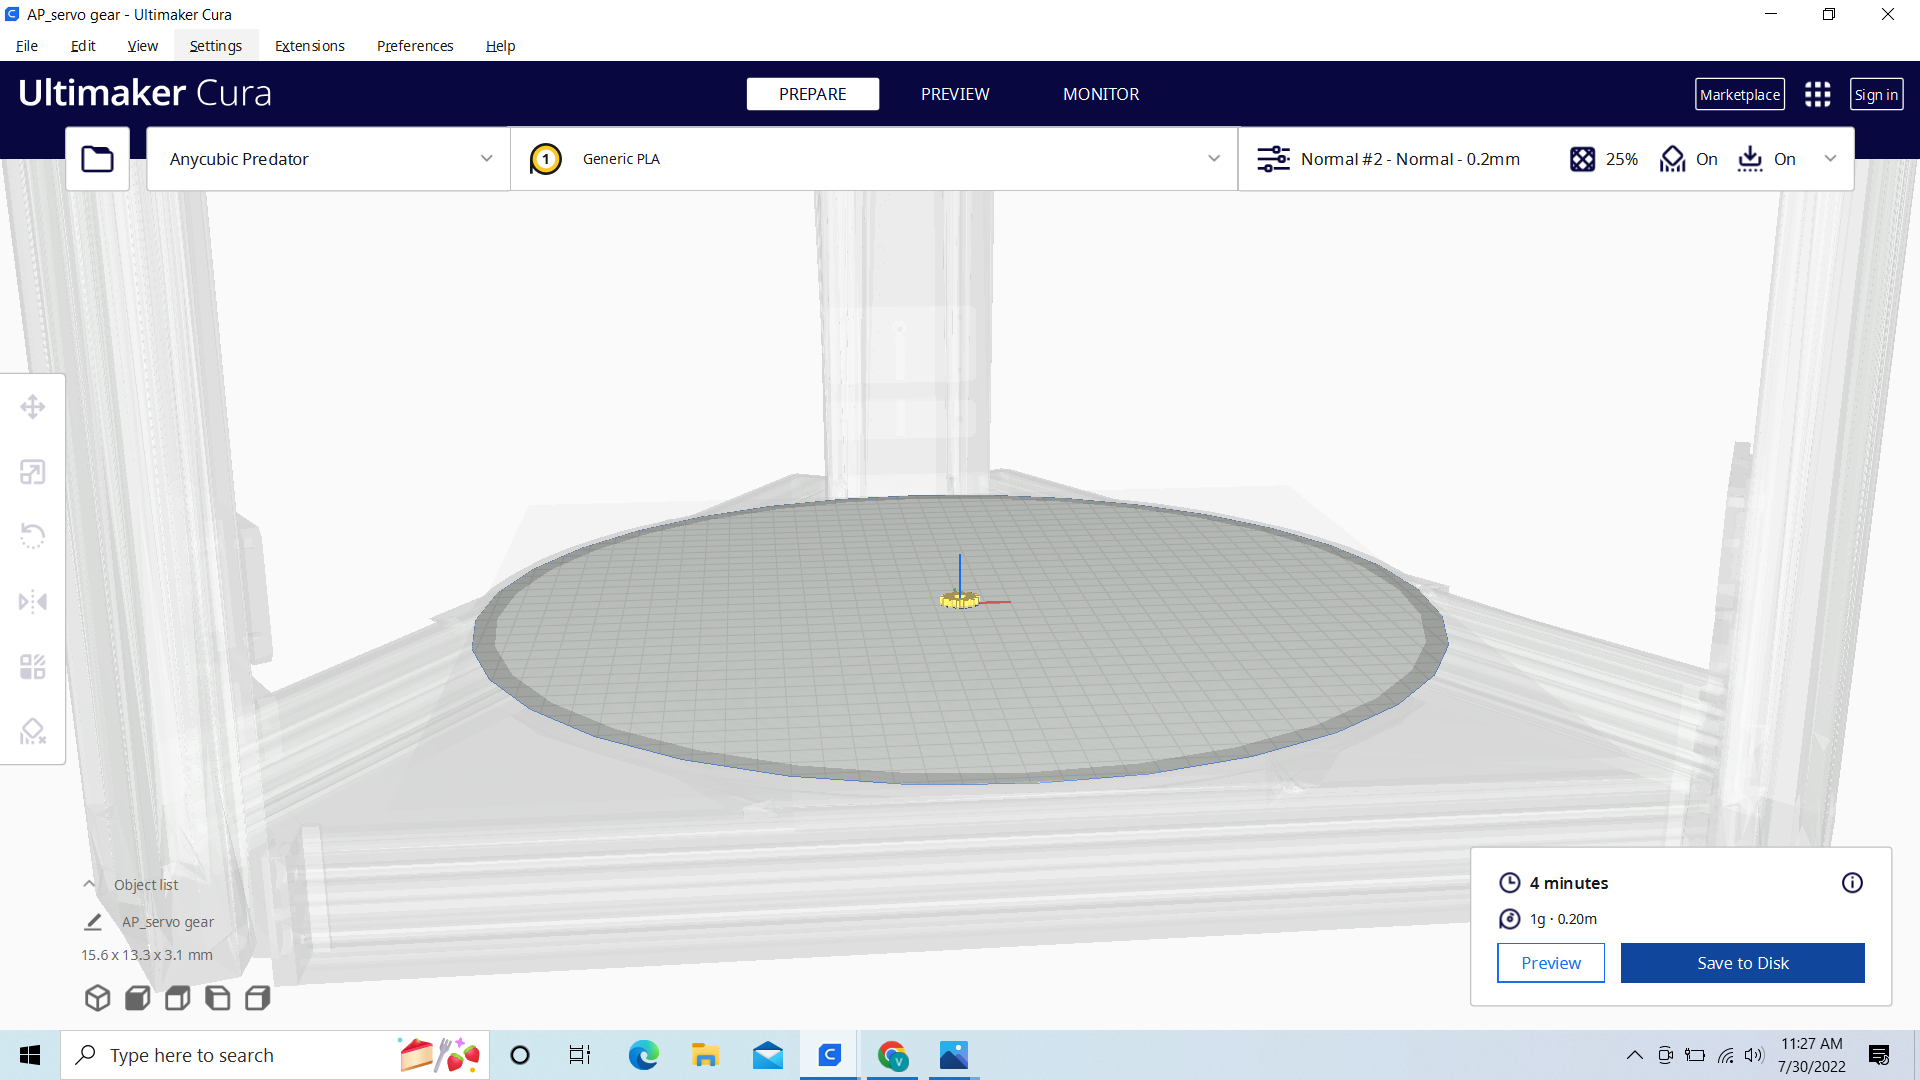 AP_servo gear - Ultimaker Cura
File Edit View Settings Extensions Preferences Help
Ultimaker Cura
PREPARE PREVIEW MONITOR
Marketplace Sign in
Anycubic Predator
1 Generic PLA
Normal #2 - Normal - 0.2mm 25% On On
Object list
AP_servo gear
15.6 x 13.3 x 3.1 mm
4 minutes
1g · 0.20m
Preview Save to Disk
Type here to search
C
V
11:27 AM
7/30/2022